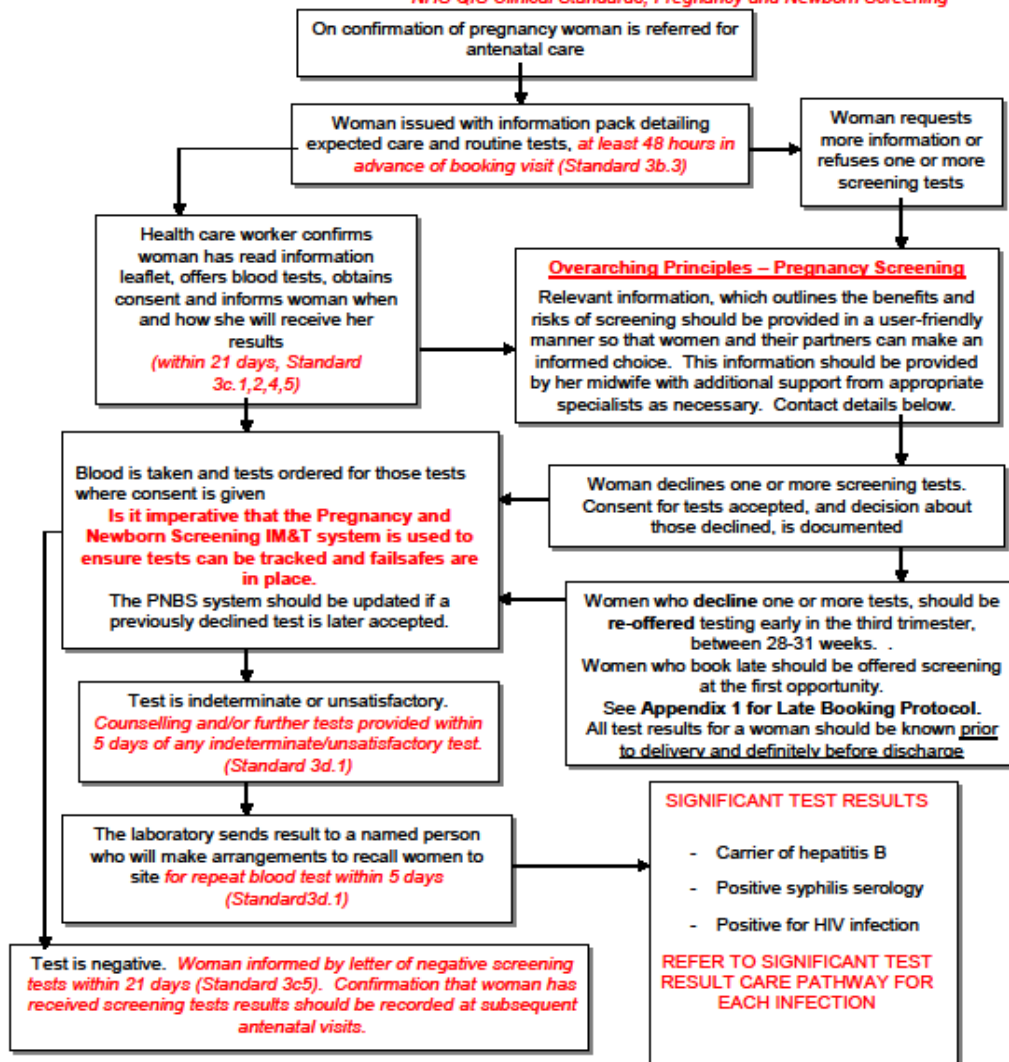 NHS QIS Clinical Standards, Pregnancy and Newborn Screening
On confirmation of pregnancy woman is referred for
antenatal care
Woman issued with information pack detailing
expected care and routine tests, at least 48 hours in
advance of booking visit (Standard 3b.3)
Woman requests
more information or
refuses one or more
screening tests
Health care worker confirms
woman has read information
leaflet, offers blood tests, obtains
consent and informs woman when
and how she will receive her
results
(within 21 days, Standard
3c.1,2,4,5)
Overarching Principles – Pregnancy Screening
Relevant information, which outlines the benefits and
risks of screening should be provided in a user-friendly
manner so that women and their partners can make an
informed choice. This information should be provided
by her midwife with additional support from appropriate
specialists as necessary. Contact details below.
Blood is taken and tests ordered for those tests
where consent is given
Is it imperative that the Pregnancy and
Newborn Screening IM&T system is used to
ensure tests can be tracked and failsafes are
in place.
The PNBS system should be updated if a
previously declined test is later accepted.
Woman declines one or more screening tests.
Consent for tests accepted, and decision about
those declined, is documented
Women who decline one or more tests, should be
re-offered testing early in the third trimester,
between 28-31 weeks. .
Women who book late should be offered screening
at the first opportunity.
See Appendix 1 for Late Booking Protocol.
All test results for a woman should be known prior
to delivery and definitely before discharge
Test is indeterminate or unsatisfactory.
Counselling and/or further tests provided within
5 days of any indeterminate/unsatisfactory test.
(Standard 3d.1)
The laboratory sends result to a named person
who will make arrangements to recall women to
site for repeat blood test within 5 days
(Standard3d.1)
SIGNIFICANT TEST RESULTS
- Carrier of hepatitis B
- Positive syphilis serology
- Positive for HIV infection
REFER TO SIGNIFICANT TEST
RESULT CARE PATHWAY FOR
EACH INFECTION
Test is negative. Woman informed by letter of negative screening
tests within 21 days (Standard 3c5). Confirmation that woman has
received screening tests results should be recorded at subsequent
antenatal visits.